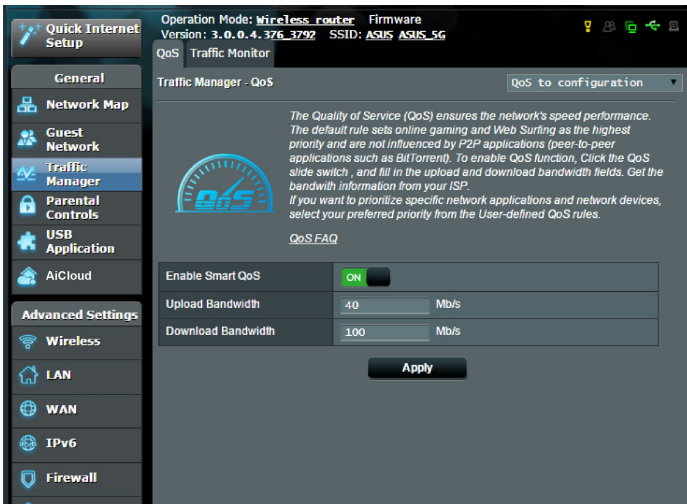 Quick Internet
Setup
Operation Mode: Wireless router Firmware
Version: 3.0.0.4.376_3792 SSID: ASUS ASUS_5G
QoS Traffic Monitor
General
Network Map
Guest
Network
Traffic
Manager
Parental
Controls
USB
Application
AiCloud
Advanced Settings
Wireless
LAN
WAN
IPv6
Firewall
Traffic Manager - QoS
QoS to configuration
The Quality of Service (QoS) ensures the network's speed performance.
The default rule sets online gaming and Web Surfing as the highest
priority and are not influenced by P2P applications (peer-to-peer
applications such as BitTorrent). To enable QoS function, Click the QoS
slide switch , and fill in the upload and download bandwidth fields. Get the
bandwith information from your ISP.
If you want to prioritize specific network applications and network devices,
select your preferred priority from the User-defined QoS rules.
QoS
QoS FAQ
Enable Smart QoS ON
Upload Bandwidth 40 Mb/s
Download Bandwidth 100 Mb/s
Apply